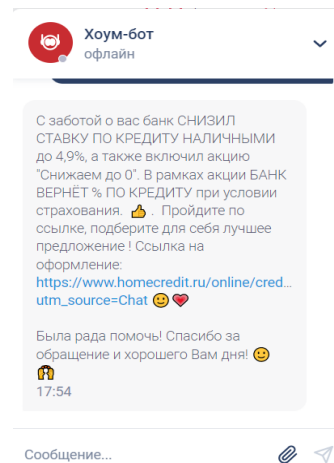 Хоум-бот
офлайн
С заботой о вас банк СНИЗИЛ
СТАВКУ ПО КРЕДИТУ НАЛИЧНЫМИ
до 4,9%, а также включил акцию
"Снижаем до 0". В рамках акции БАНК
ВЕРНЁТ % ПО КРЕДИТУ при условии
страхования. 👍 . Пройдите по
ссылке, подберите для себя лучшее
предложение ! Ссылка на
оформление:
https://www.homecredit.ru/online/cred...
utm_source=Chat 🙂 💗
Была рада помочь! Спасибо за
обращение и хорошего Вам дня! 🙂
🙌
17:54
Сообщение...